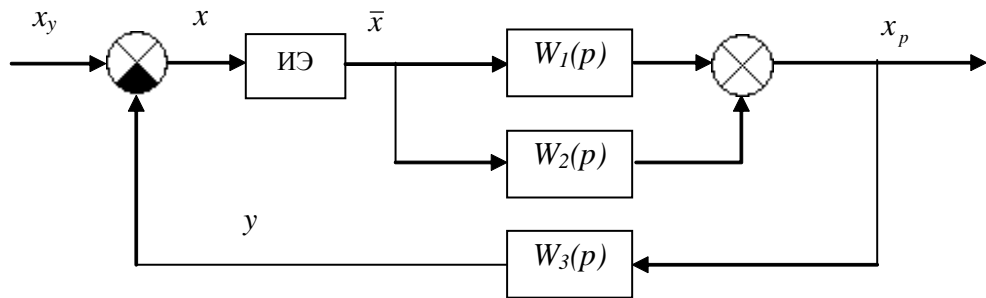 x_y
x
x̄
x_p
ИЭ
W_1(p)
W_2(p)
y
W_3(p)